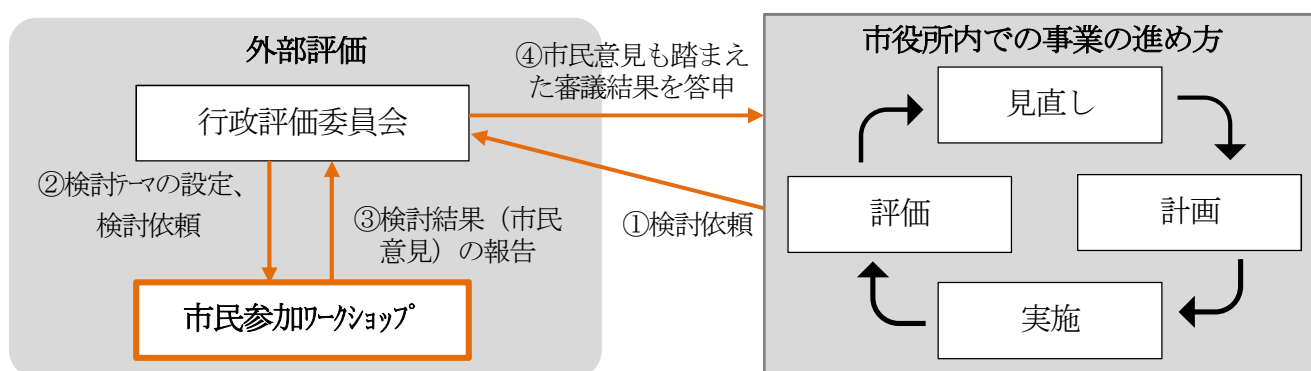 外部評価
行政評価委員会
②検討ﾃｰﾏの設定、
検討依頼
③検討結果（市民
意見）の報告
市民参加ﾜｰｸｼｮｯﾌﾟ
④市民意見も踏まえ
た審議結果を答申
①検討依頼
市役所内での事業の進め方
見直し
評価
計画
実施